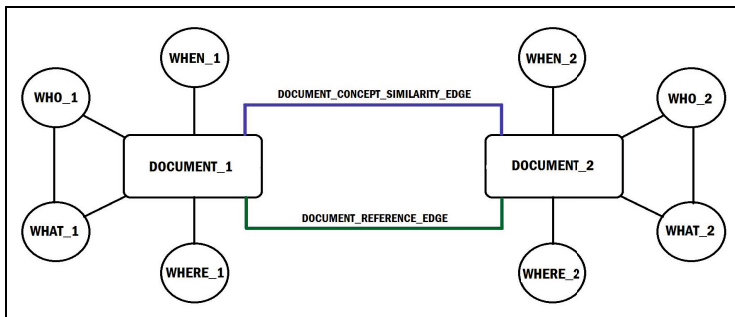 WHEN_1
WHEN_2
WHO_1
DOCUMENT_CONCEPT_SIMILARITY_EDGE
WHO_2
DOCUMENT_1
DOCUMENT_2
WHAT_1
DOCUMENT_REFERENCE_EDGE
WHAT_2
WHERE_1
WHERE_2